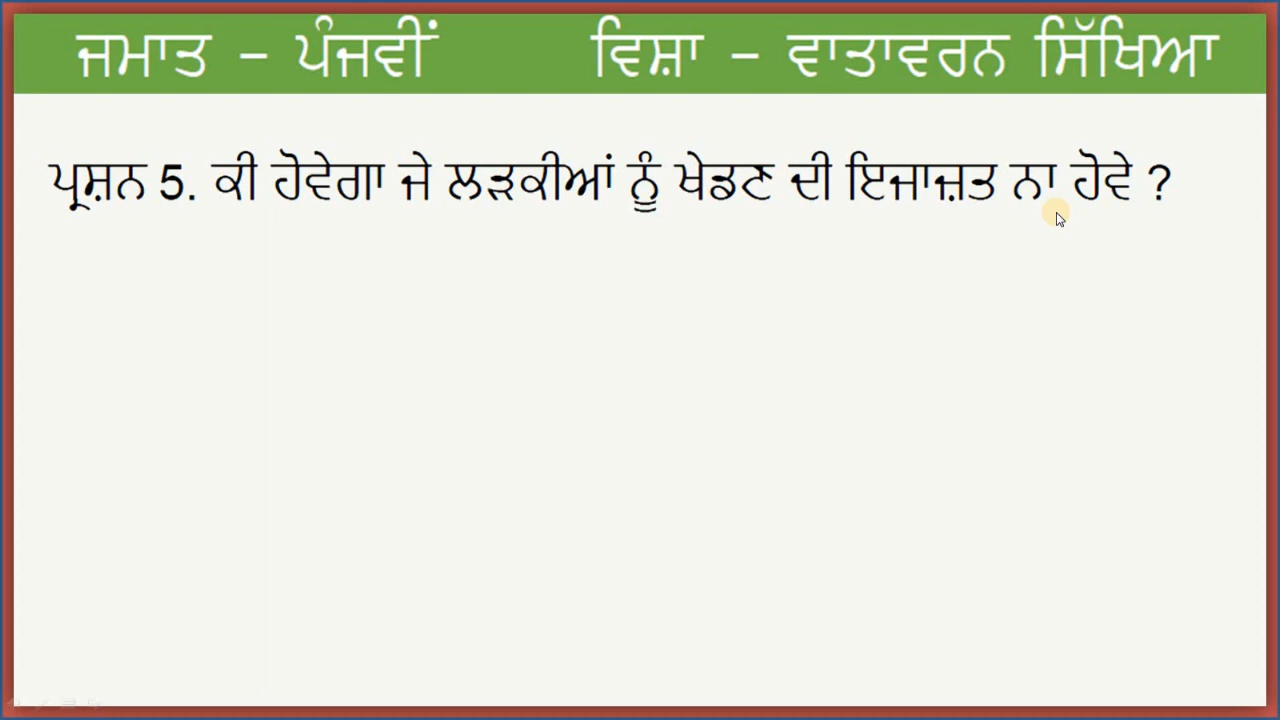 ਜਮਾਤ – ਪੰਜਵੀਂ ਵਿਸ਼ਾ – ਵਾਤਾਵਰਨ ਸਿੱਖਿਆ
ਪ੍ਰਸ਼ਨ 5. ਕੀ ਹੋਵੇਗਾ ਜੇ ਲੜਕੀਆਂ ਨੂੰ ਖੇਡਣ ਦੀ ਇਜਾਜ਼ਤ ਨਾ ਹੋਵੇ ?